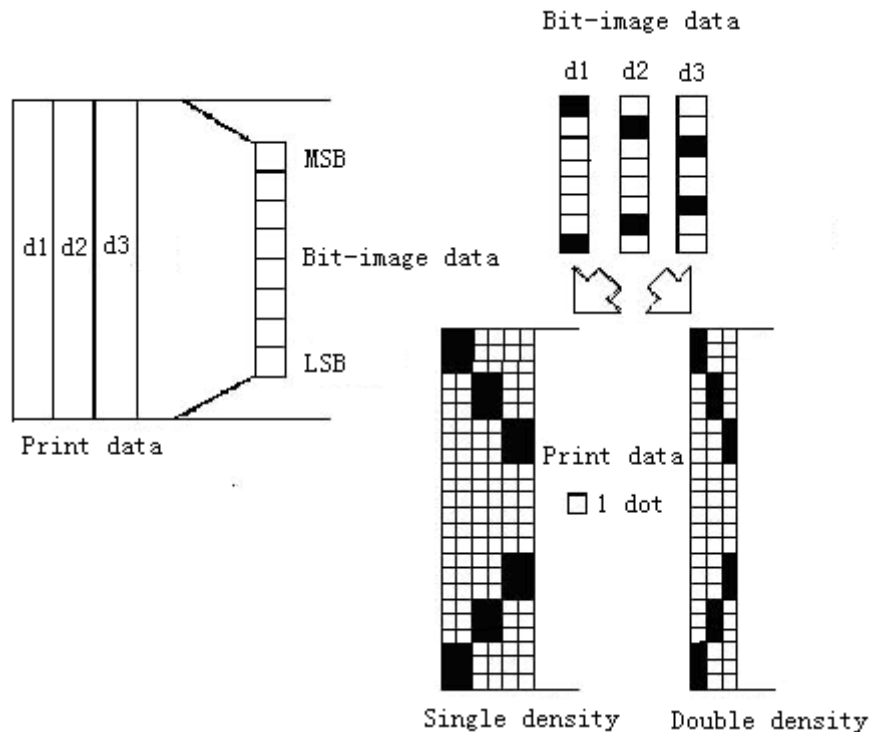 Bit-image data
d1 d2 d3
MSB
d1 d2 d3
Bit-image data
LSB
Print data
Print data
1 dot
Single density
Double density